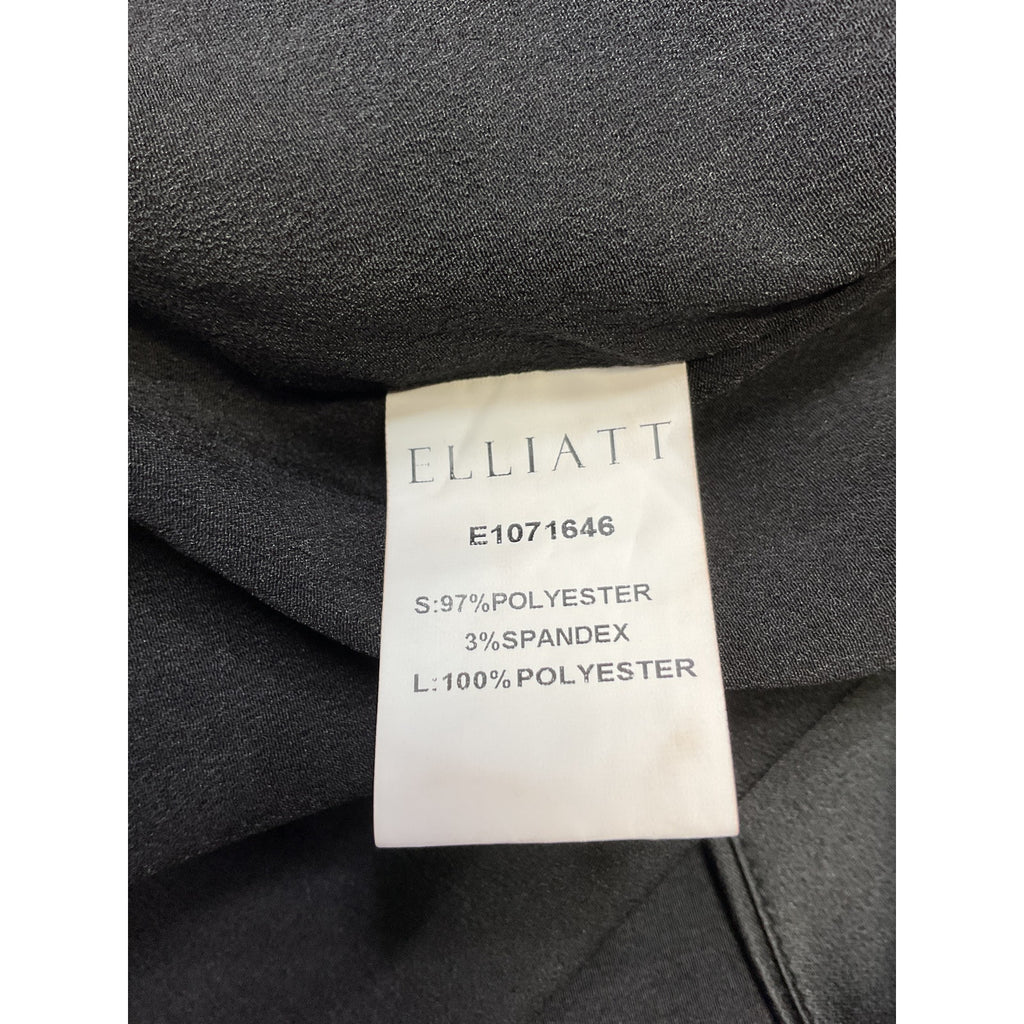 ELLIATT
E1071646
S:97%POLYESTER
3%SPANDEX
L:100%POLYESTER